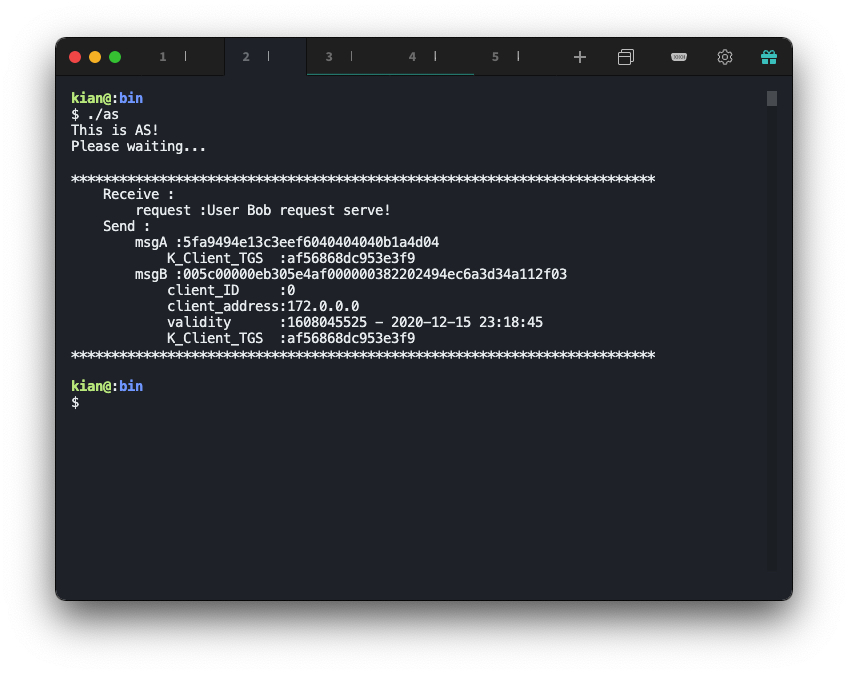 1 2 3 4 5
kian@:bin
$ ./as
This is AS!
Please waiting...
*************************************************************************
Receive :
request :User Bob request serve!
Send :
msgA :5fa9494e13c3eef6040404040b1a4d04
K_Client_TGS  :af56868dc953e3f9
msgB :005c00000eb305e4af000000382202494ec6a3d34a112f03
client_ID     :0
client_address:172.0.0.0
validity      :1608045525 - 2020-12-15 23:18:45
K_Client_TGS  :af56868dc953e3f9
*************************************************************************
kian@:bin
$